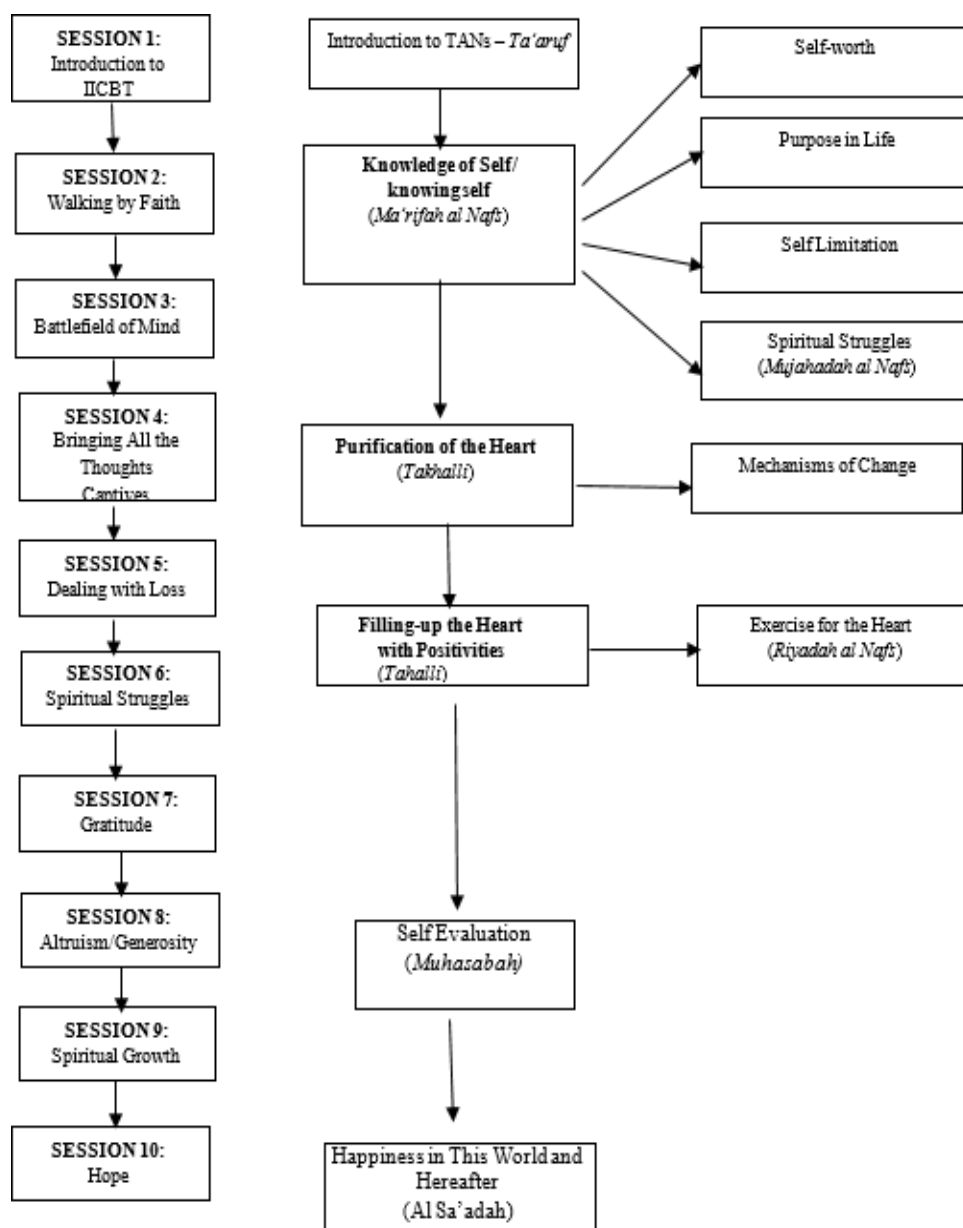 SESSION 1:
Introduction to
IICBT
SESSION 2:
Walking by Faith
SESSION 3:
Battlefield of Mind
SESSION 4:
Bringing All the
Thoughts
Captives
SESSION 5:
Dealing with Loss
SESSION 6:
Spiritual Struggles
SESSION 7:
Gratitude
SESSION 8:
Altruism/Generosity
SESSION 9:
Spiritual Growth
SESSION 10:
Hope
Introduction to TANs – Ta‘aruf
Knowledge of Self/
knowing self
(Ma‘rifah al Nafs)
Purification of the Heart
(Takhalli)
Filling-up the Heart
with Positivities
(Tahalli)
Self Evaluation
(Muhasabah)
Happiness in This World and
Hereafter
(Al Sa’adah)
Self-worth
Purpose in Life
Self Limitation
Spiritual Struggles
(Mujahadah al Nafs)
Mechanisms of Change
Exercise for the Heart
(Riyadah al Nafs)